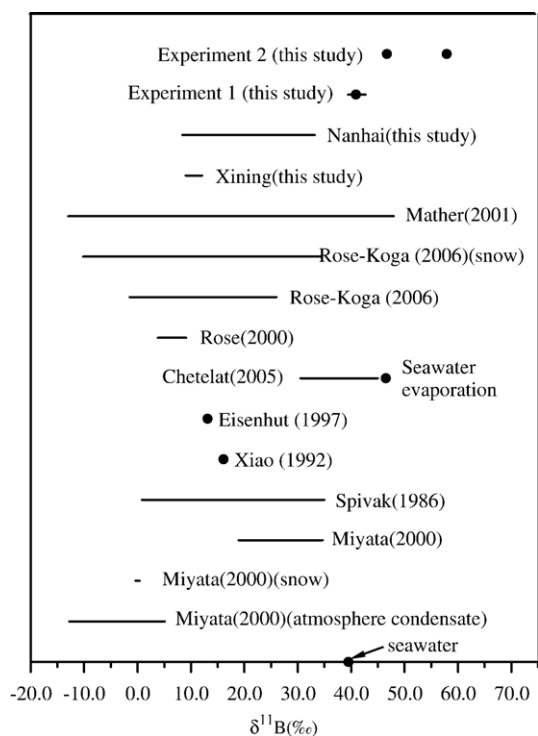 Experiment 2 (this study)
Experiment 1 (this study)
Nanhai(this study)
Xining(this study)
Mather(2001)
Rose-Koga (2006)(snow)
Rose-Koga (2006)
Rose(2000)
Chetelat(2005)
Seawater
evaporation
Eisenhut (1997)
Xiao (1992)
Spivak(1986)
Miyata(2000)
Miyata(2000)(snow)
Miyata(2000)(atmosphere condensate)
seawater
-20.0 -10.0 0.0 10.0 20.0 30.0 40.0 50.0 60.0 70.0
δ¹¹B(‰)